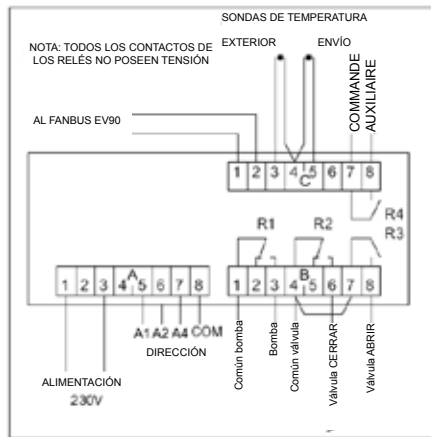 SONDAS DE TEMPERATURA
NOTA: TODOS LOS CONTACTOS DE
LOS RELÉS NO POSEEN TENSIÓN
EXTERIOR
ENVÍO
COMMANDE
AUXILIAIRE
AL FANBUS EV90
1 2 3 4 5 6 7 8
C
R4
R3
R1
R2
A
1 2 3 4 5 6 7 8
B
1 2 3 4 5 6 7 8
A1 A2 A4 COM
DIRECCIÓN
ALIMENTACIÓN
230V
Común bomba
Bomba
Común válvula
Válvula CERRAR
Válvula ABRIR